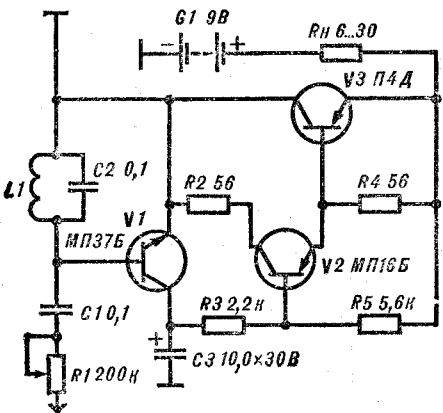 G1 9В
Rн 6...30
- +
V3 П4Д
C2 0,1
L1
R2 56
R4 56
V1
МП37Б
V2 МП16Б
C1 0,1
R3 2,2к
R5 5,6к
+
C3 10,0×30В
R1 200к